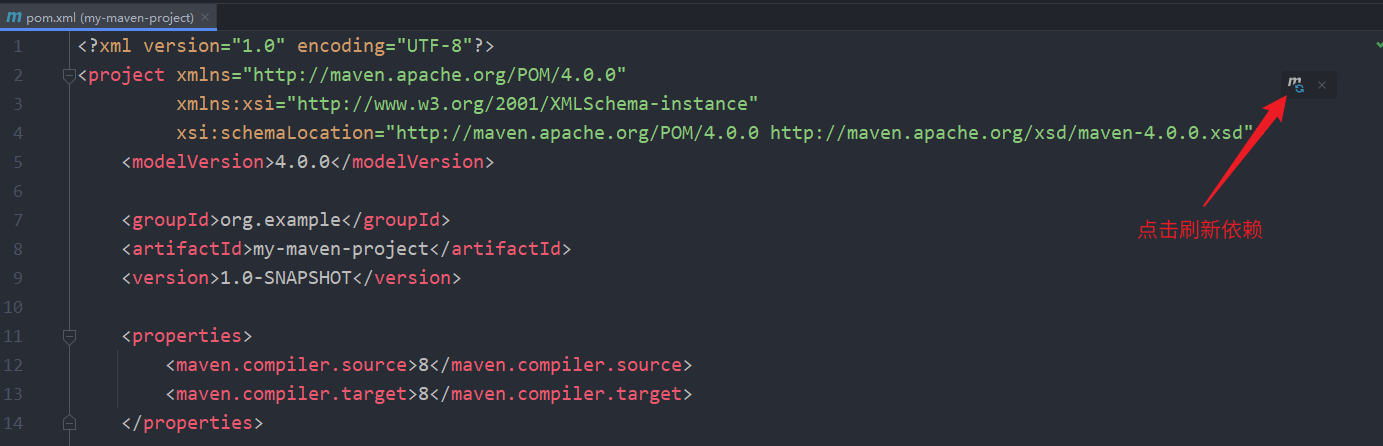 m pom.xml (my-maven-project) ×
1 <?xml version="1.0" encoding="UTF-8"?>
2 <project xmlns="http://maven.apache.org/POM/4.0.0"
3 xmlns:xsi="http://www.w3.org/2001/XMLSchema-instance"
4 xsi:schemaLocation="http://maven.apache.org/POM/4.0.0 http://maven.apache.org/xsd/maven-4.0.0.xsd"
5 <modelVersion>4.0.0</modelVersion>
6
7 <groupId>org.example</groupId>
点击刷新依赖
8 <artifactId>my-maven-project</artifactId>
9 <version>1.0-SNAPSHOT</version>
10
11 <properties>
12 <maven.compiler.source>8</maven.compiler.source>
13 <maven.compiler.target>8</maven.compiler.target>
14 </properties>